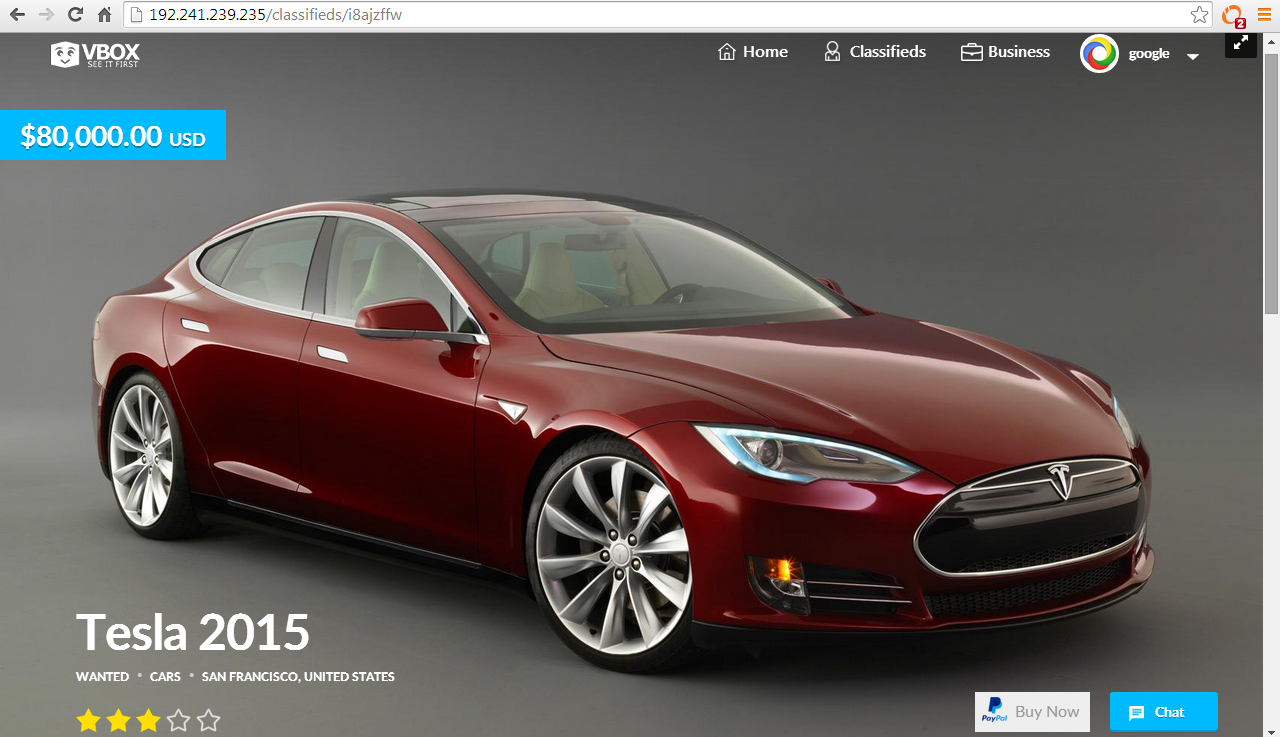 192.241.239.235/classifieds/i8ajzffw
2
VBOX
SEE IT FIRST
Home
Classifieds
Business
google
$80,000.00 USD
Tesla 2015
WANTED • CARS • SAN FRANCISCO, UNITED STATES
PayPal Buy Now
Chat